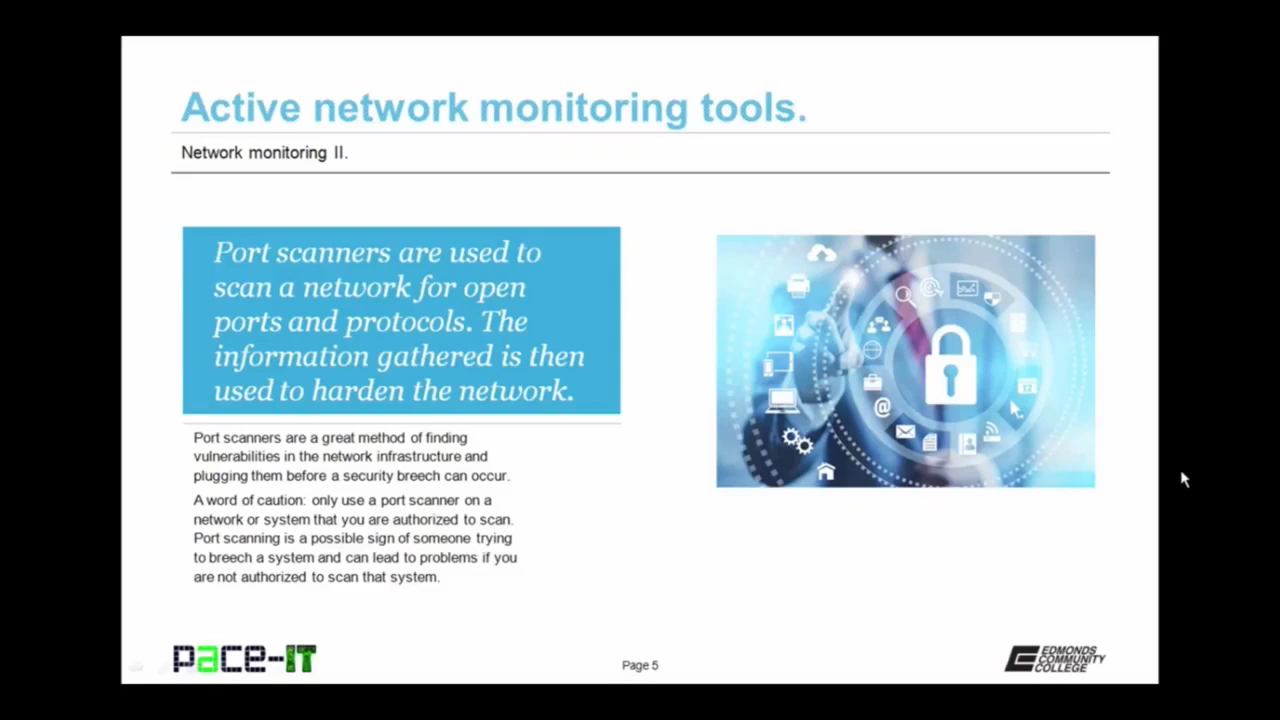 Active network monitoring tools.
Network monitoring II.
Port scanners are used to
scan a network for open
ports and protocols. The
information gathered is then
used to harden the network.
Port scanners are a great method of finding
vulnerabilities in the network infrastructure and
plugging them before a security breech can occur.
A word of caution: only use a port scanner on a
network or system that you are authorized to scan.
Port scanning is a possible sign of someone trying
to breech a system and can lead to problems if you
are not authorized to scan that system.
12
@
pace-IT
Page 5
EDMONDS
COMMUNITY
COLLEGE